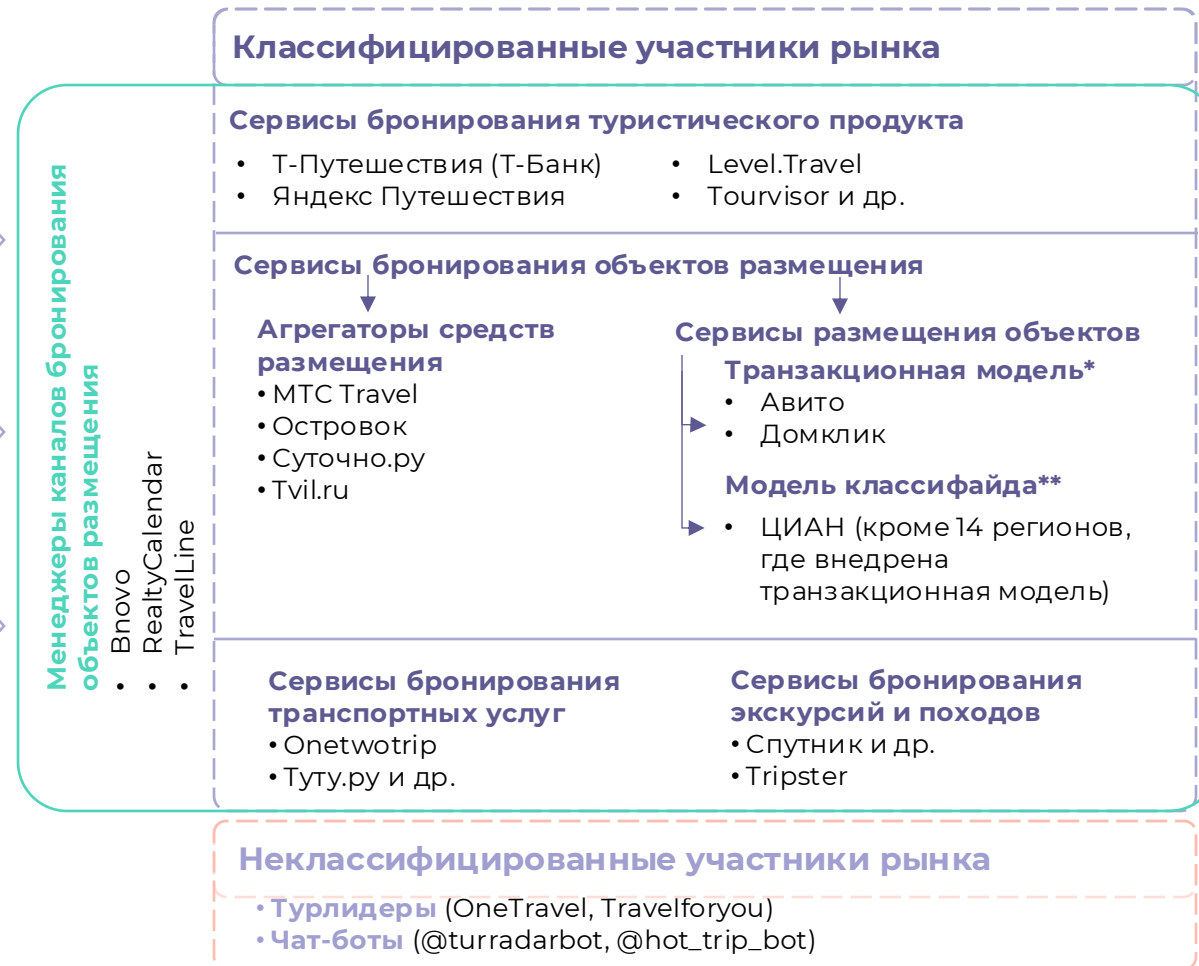 Классифицированные участники рынка
Менеджеры каналов бронирования
объектов размещения
• Bnovo
• RealtyCalendar
• TravelLine
Сервисы бронирования туристического продукта
• Т-Путешествия (Т-Банк)
• Яндекс Путешествия
• Level.Travel
• Tourvisor и др.
Сервисы бронирования объектов размещения
Агрегаторы средств
размещения
• МТС Travel
• Островок
• Суточно.ру
• Tvil.ru
Сервисы размещения объектов
Транзакционная модель*
• Авито
• Домклик
Модель классифайда**
• ЦИАН (кроме 14 регионов,
где внедрена
транзакционная модель)
Сервисы бронирования
транспортных услуг
• Onetwotrip
• Туту.ру и др.
Сервисы бронирования
экскурсий и походов
• Спутник и др.
• Tripster
Неклассифицированные участники рынка
• Турлидеры (OneTravel, Travelforyou)
• Чат-боты (@turradarbot, @hot_trip_bot)